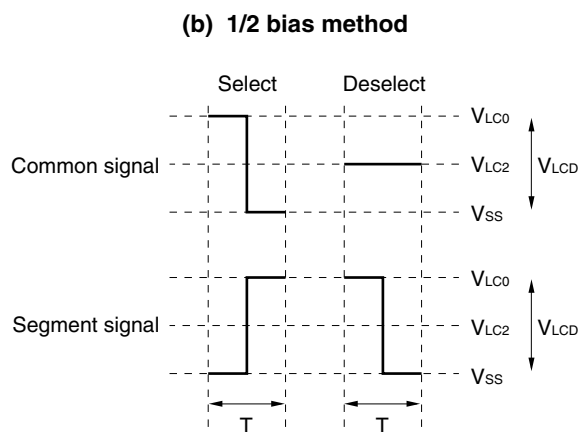 (b) 1/2 bias method
Select Deselect
VLC0
Common signal VLC2 VLCD
VSS
VLC0
Segment signal VLC2 VLCD
VSS
T T